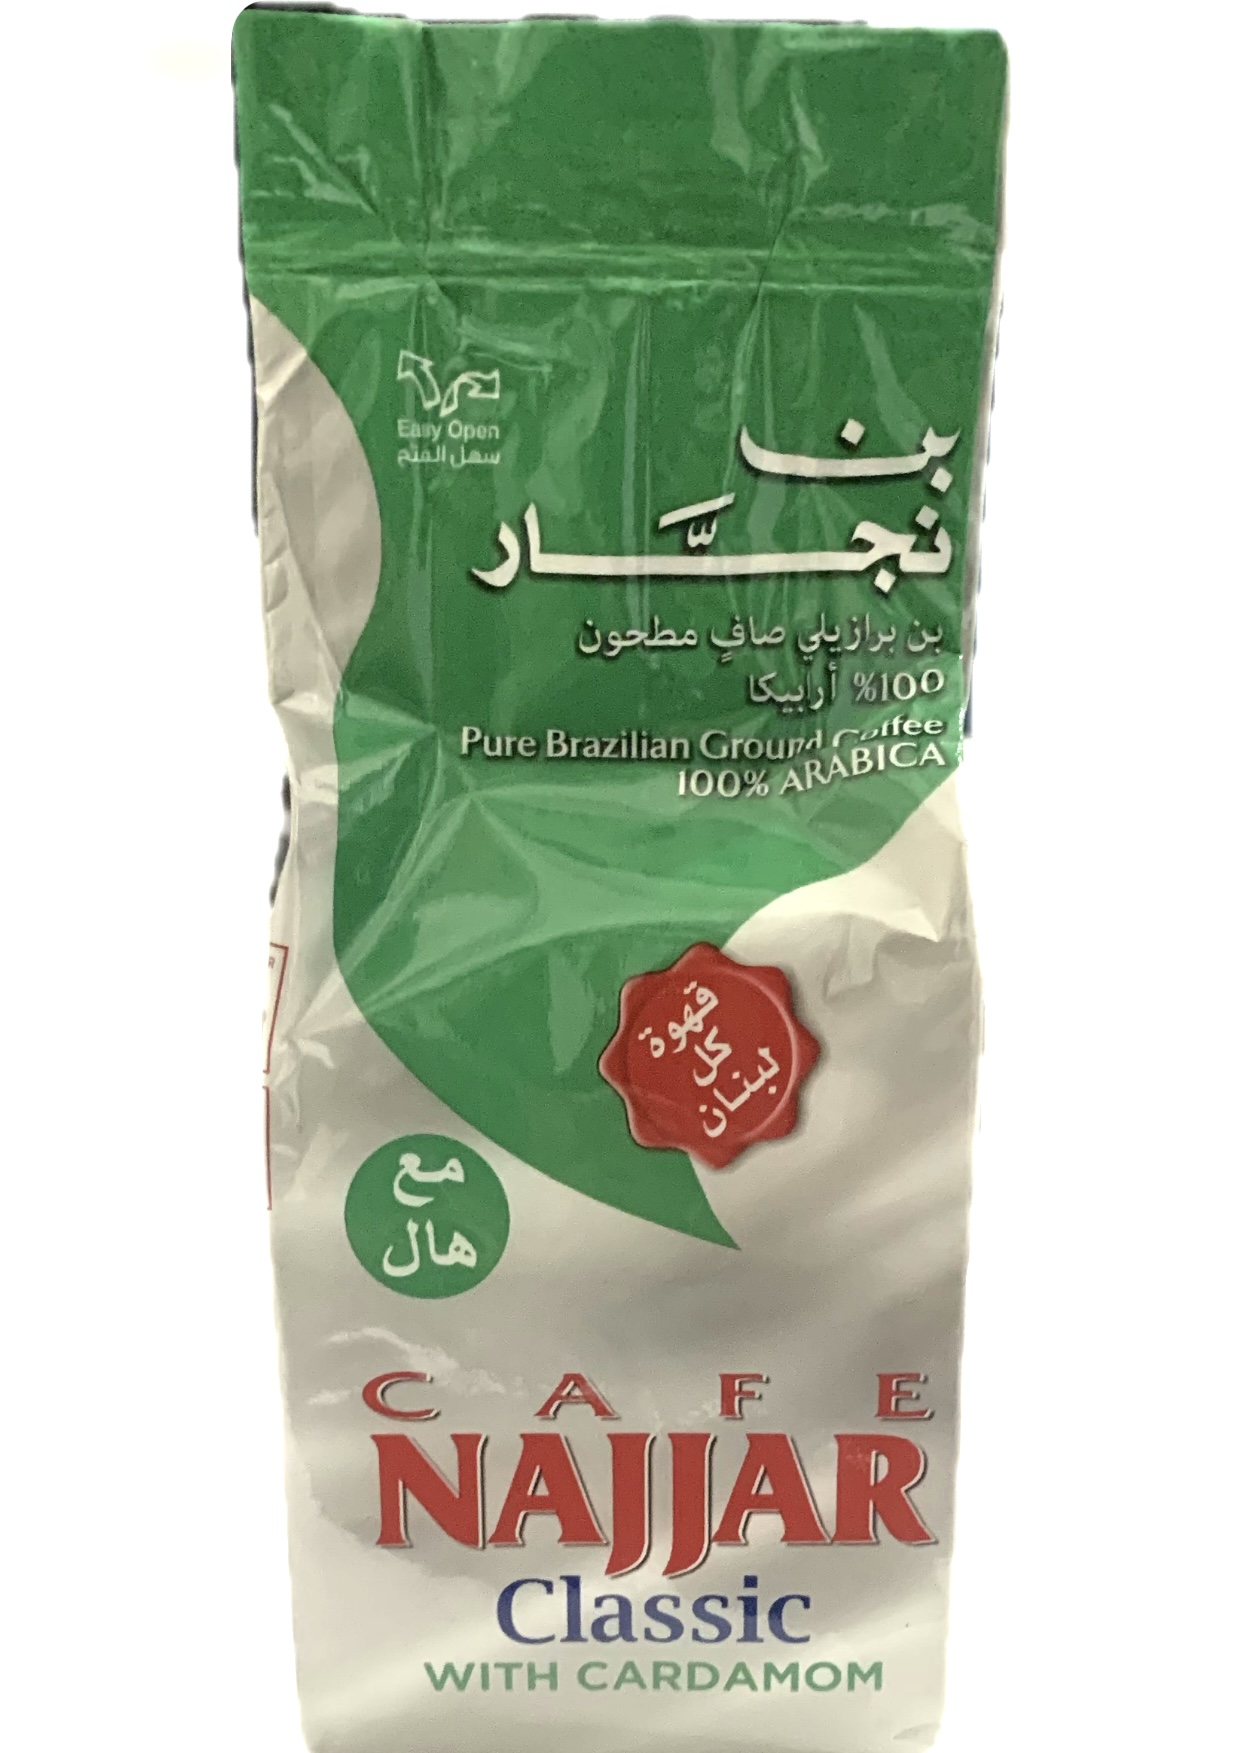 Easy Open
سهل الفتح
بن
نجَّار
بن برازيلي صافٍ مطحون
100% أرابيكا
Pure Brazilian Ground Coffee
100% ARABICA
قهوة
كل
لبنان
مع
هال
CAFE
NAJJAR
Classic
WITH CARDAMOM